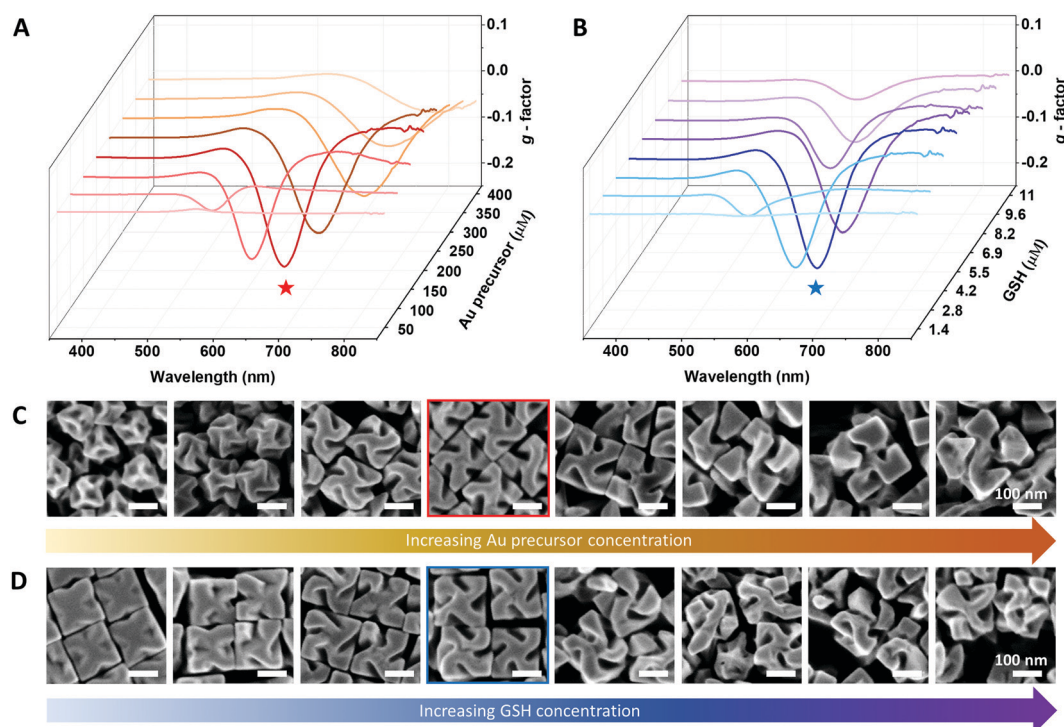 A
0.1
0.0
-0.1
-0.2
g - factor
400
350
300
250
200
150
100
50
Au precursor (μM)
400 500 600 700 800
Wavelength (nm)
B
0.1
0.0
-0.1
-0.2
g - factor
11
9.6
8.2
6.9
5.5
4.2
2.8
1.4
GSH (μM)
400 500 600 700 800
Wavelength (nm)
C
100 nm
Increasing Au precursor concentration
D
100 nm
Increasing GSH concentration